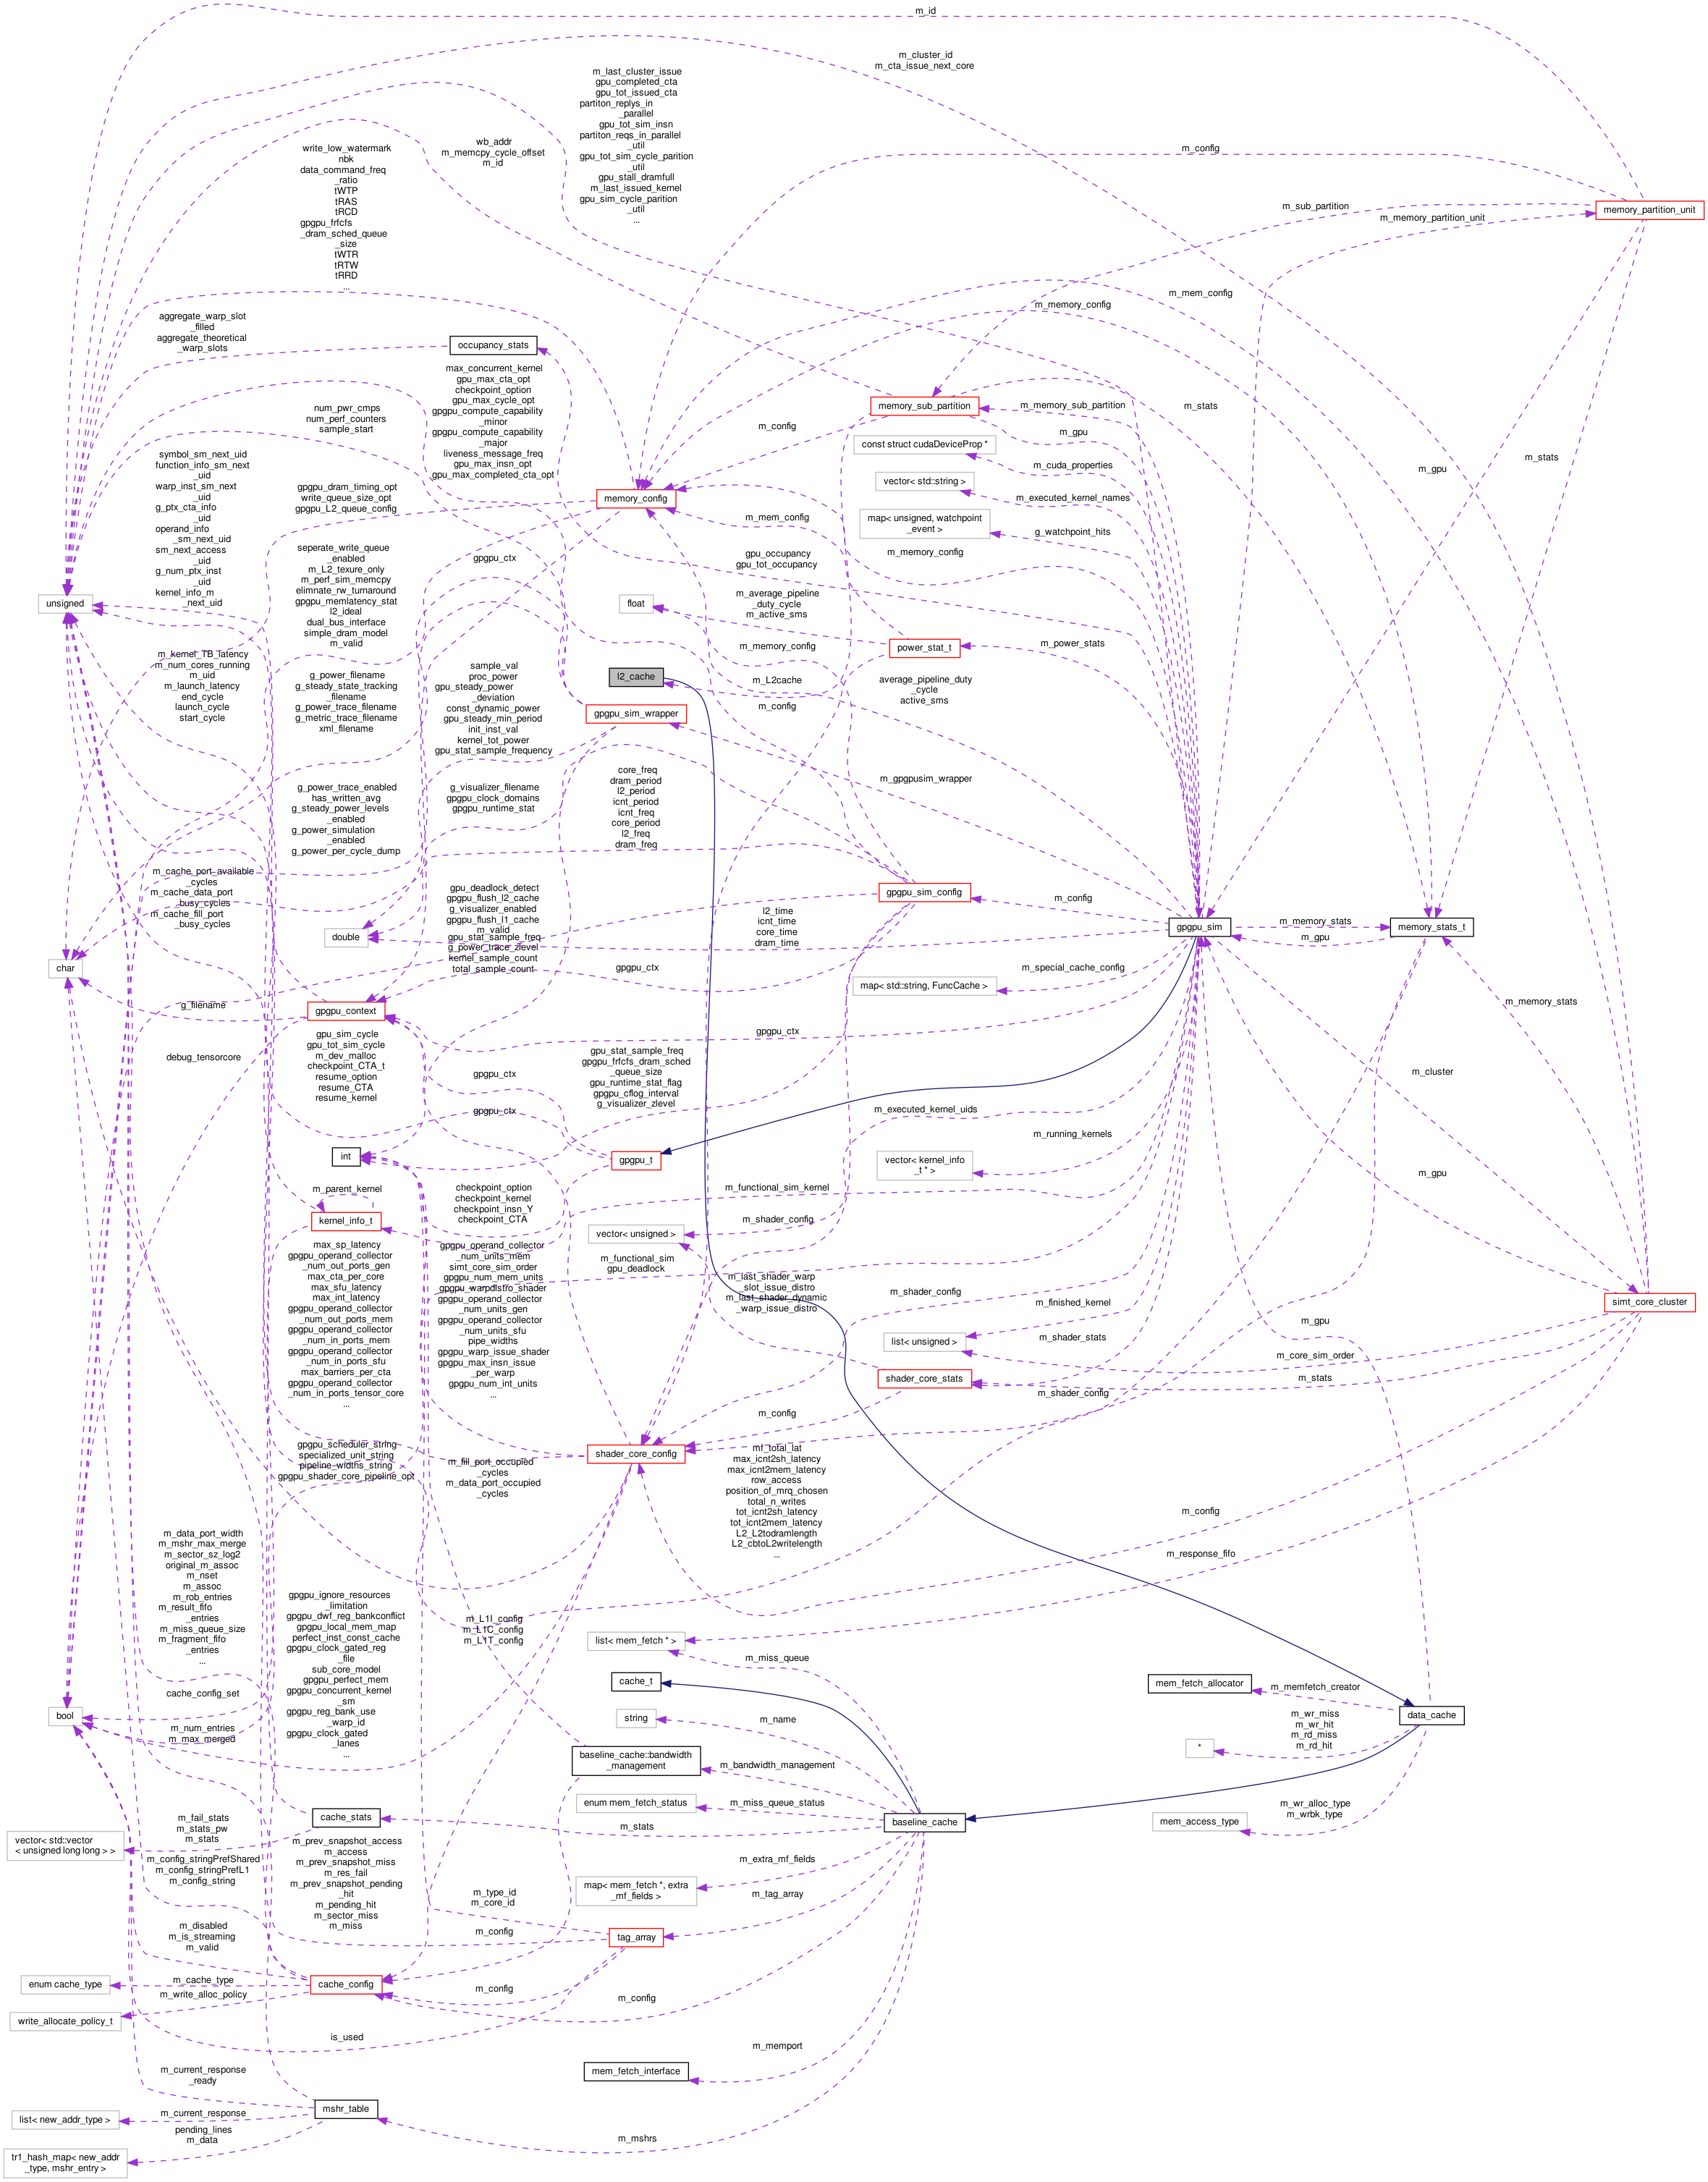 m_id
m_cluster_id
m_cta_issue_next_core
m_last_cluster_issue
gpu_completed_cta
gpu_tot_issued_cta
partiton_replys_in
_parallel
gpu_tot_sim_insn
partiton_reqs_in_parallel
_util
gpu_tot_sim_cycle_parition
_util
gpu_stall_dramfull
m_last_issued_kernel
gpu_sim_cycle_parition
_util
...
wb_addr
m_memcpy_cycle_offset
m_id
write_low_watermark
nbk
data_command_freq
_ratio
tWTP
tRAS
tRCD
gpgpu_frfcfs
_dram_sched_queue
_size
tWTR
tRTW
tRRD
...
m_config
m_sub_partition
m_memory_partition_unit
memory_partition_unit
m_mem_config
m_memory_config
aggregate_warp_slot
_filled
aggregate_theoretical
_warp_slots
occupancy_stats
max_concurrent_kernel
gpu_max_cta_opt
checkpoint_option
gpu_max_cycle_opt
gpgpu_compute_capability
_minor
gpgpu_compute_capability
_major
liveness_message_freq
gpu_max_insn_opt
gpu_max_completed_cta_opt
num_pwr_cmps
num_perf_counters
sample_start
memory_sub_partition
m_memory_sub_partition
m_stats
m_config
m_gpu
const struct cudaDeviceProp *
m_cuda_properties
m_stats
m_gpu
symbol_sm_next_uid
function_info_sm_next
_uid
warp_inst_sm_next
_uid
g_ptx_cta_info
_uid
operand_info
_sm_next_uid
sm_next_access
_uid
g_num_ptx_inst
_uid
kernel_info_m
_next_uid
gpgpu_dram_timing_opt
write_queue_size_opt
gpgpu_L2_queue_config
memory_config
vector< std::string >
m_executed_kernel_names
map< unsigned, watchpoint
_event >
g_watchpoint_hits
m_mem_config
m_memory_config
gpgpu_ctx
gpu_occupancy
gpu_tot_occupancy
seperate_write_queue
_enabled
m_L2_texure_only
m_perf_sim_memcpy
elimnate_rw_turnaround
gpgpu_memlatency_stat
l2_ideal
dual_bus_interface
simple_dram_model
m_valid
unsigned
float
m_average_pipeline
_duty_cycle
m_active_sms
m_memory_config
power_stat_t
m_power_stats
m_kernel_TB_latency
m_num_cores_running
m_uid
m_launch_latency
end_cycle
launch_cycle
start_cycle
g_power_filename
g_steady_state_tracking
_filename
g_power_trace_filename
g_metric_trace_filename
xml_filename
sample_val
proc_power
gpu_steady_power
_deviation
const_dynamic_power
gpu_steady_min_period
init_inst_val
kernel_tot_power
gpu_stat_sample_frequency
l2_cache
m_L2cache
average_pipeline_duty
_cycle
active_sms
gpgpu_sim_wrapper
m_config
m_gpgpusim_wrapper
g_power_trace_enabled
has_written_avg
g_steady_power_levels
_enabled
g_power_simulation
_enabled
g_power_per_cycle_dump
g_visualizer_filename
gpgpu_clock_domains
gpgpu_runtime_stat
core_freq
dram_period
l2_period
icnt_period
icnt_freq
core_period
l2_freq
dram_freq
m_cache_port_available
_cycles
m_cache_data_port
_busy_cycles
m_cache_fill_port
_busy_cycles
gpu_deadlock_detect
gpgpu_flush_l2_cache
g_visualizer_enabled
gpgpu_flush_l1_cache
m_valid
gpu_stat_sample_freq
g_power_trace_zlevel
kernel_sample_count
total_sample_count
gpgpu_sim_config
m_config
l2_time
icnt_time
core_time
dram_time
gpgpu_sim
m_memory_stats
m_gpu
memory_stats_t
double
char
gpgpu_ctx
m_special_cache_config
map< std::string, FuncCache >
m_memory_stats
g_filename
gpgpu_context
gpgpu_ctx
debug_tensorcore
gpu_sim_cycle
gpu_tot_sim_cycle
m_dev_malloc
checkpoint_CTA_t
resume_option
resume_CTA
resume_kernel
gpgpu_ctx
gpgpu_ctx
gpu_stat_sample_freq
gpgpu_frfcfs_dram_sched
_queue_size
gpu_runtime_stat_flag
gpgpu_cflog_interval
g_visualizer_zlevel
m_cluster
m_executed_kernel_uids
m_running_kernels
int
gpgpu_t
vector< kernel_info
_t * >
m_gpu
m_parent_kernel
kernel_info_t
checkpoint_option
checkpoint_kernel
checkpoint_insn_Y
checkpoint_CTA
m_functional_sim_kernel
m_shader_config
vector< unsigned >
max_sp_latency
gpgpu_operand_collector
_num_out_ports_gen
max_cta_per_core
max_sfu_latency
max_int_latency
gpgpu_operand_collector
_num_out_ports_mem
gpgpu_operand_collector
_num_in_ports_mem
gpgpu_operand_collector
_num_in_ports_sfu
max_barriers_per_cta
gpgpu_operand_collector
_num_in_ports_tensor_core
...
gpgpu_operand_collector
_num_units_mem
simt_core_sim_order
gpgpu_num_mem_units
gpgpu_warpdistro_shader
gpgpu_operand_collector
_num_units_gen
gpgpu_operand_collector
_num_units_sfu
pipe_widths
gpgpu_warp_issue_shader
gpgpu_max_insn_issue
_per_warp
gpgpu_num_int_units
...
m_functional_sim
gpu_deadlock
m_last_shader_warp
_slot_issue_distro
m_last_shader_dynamic
_warp_issue_distro
m_shader_config
m_finished_kernel
simt_core_cluster
list< unsigned >
m_shader_stats
m_gpu
m_core_sim_order
shader_core_stats
m_stats
m_shader_config
m_config
gpgpu_scheduler_string
specialized_unit_string
pipeline_widths_string
gpgpu_shader_core_pipeline_opt
m_fill_port_occupied
_cycles
m_data_port_occupied
_cycles
shader_core_config
mf_total_lat
max_icnt2sh_latency
max_icnt2mem_latency
row_access
position_of_mrq_chosen
total_n_writes
tot_icnt2sh_latency
tot_icnt2mem_latency
L2_L2todramlength
L2_cbtoL2writelength
...
m_config
m_response_fifo
m_data_port_width
m_mshr_max_merge
m_sector_sz_log2
original_m_assoc
m_nset
m_assoc
m_rob_entries
m_result_fifo
_entries
m_miss_queue_size
m_fragment_fifo
_entries
...
gpgpu_ignore_resources
_limitation
gpgpu_dwf_reg_bankconflict
gpgpu_local_mem_map
perfect_inst_const_cache
gpgpu_clock_gated_reg
_file
sub_core_model
gpgpu_perfect_mem
gpgpu_concurrent_kernel
_sm
gpgpu_reg_bank_use
_warp_id
gpgpu_clock_gated
_lanes
...
m_L1I_config
m_L1C_config
m_L1T_config
list< mem_fetch * >
m_miss_queue
cache_t
mem_fetch_allocator
m_memfetch_creator
cache_config_set
bool
string
m_name
data_cache
m_wr_miss
m_wr_hit
m_rd_miss
m_rd_hit
*
m_num_entries
m_max_merged
baseline_cache::bandwidth
_management
m_bandwidth_management
enum mem_fetch_status
m_miss_queue_status
m_wr_alloc_type
m_wrbk_type
mem_access_type
cache_stats
m_stats
baseline_cache
m_fail_stats
m_stats_pw
m_stats
vector< std::vector
< unsigned long long > >
m_config_stringPrefShared
m_config_stringPrefL1
m_config_string
m_prev_snapshot_access
m_access
m_prev_snapshot_miss
m_res_fail
m_prev_snapshot_pending
_hit
m_pending_hit
m_sector_miss
m_miss
m_extra_mf_fields
map< mem_fetch *, extra
_mf_fields >
m_type_id
m_core_id
m_tag_array
m_disabled
m_is_streaming
m_valid
m_config
tag_array
enum cache_type
m_cache_type
cache_config
m_config
m_config
m_write_alloc_policy
write_allocate_policy_t
is_used
m_memport
mem_fetch_interface
m_current_response
_ready
mshr_table
list< new_addr_type >
m_current_response
pending_lines
m_data
m_mshrs
tr1_hash_map< new_addr
_type, mshr_entry >